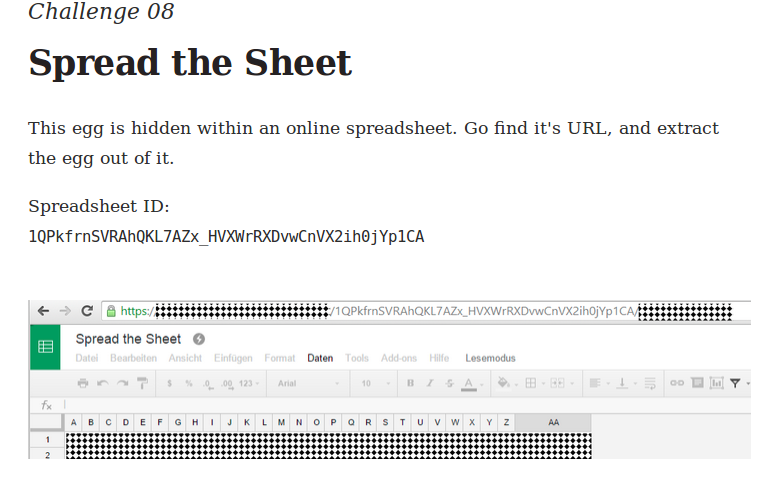 Challenge 08
Spread the Sheet
This egg is hidden within an online spreadsheet. Go find it's URL, and extract
the egg out of it.
Spreadsheet ID:
1QPkfrnSVRAhQKL7AZx_HVXWrRXDvwCnVX2ih0jYp1CA
https:/ /1QPkfrnSVRAhQKL7AZx_HVXWrRXDvwCnVX2ih0jYp1CA/
Spread the Sheet
Datei Bearbeiten Ansicht Einfügen Format Daten Tools Add-ons Hilfe Lesemodus
$ % .0 .00 123 Arial 10 B I S A
fx
A B C D E F G H I J K L M N O P Q R S T U V W X Y Z AA
1
2